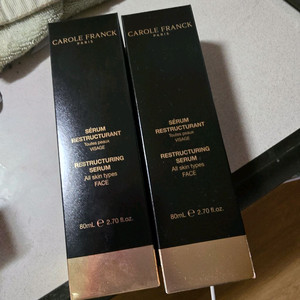 CAROLE FRANCK
PARIS
SÉRUM
RESTRUCTURANT
Toutes peaux
VISAGE
RESTRUCTURING
SERUM
All skin types
FACE
80mL ℮ 2.70 fl.oz.
CAROLE FRANCK
PARIS
SÉRUM
RESTRUCTURANT
Toutes peaux
VISAGE
RESTRUCTURING
SERUM
All skin types
FACE
80mL ℮ 2.70 fl.oz.